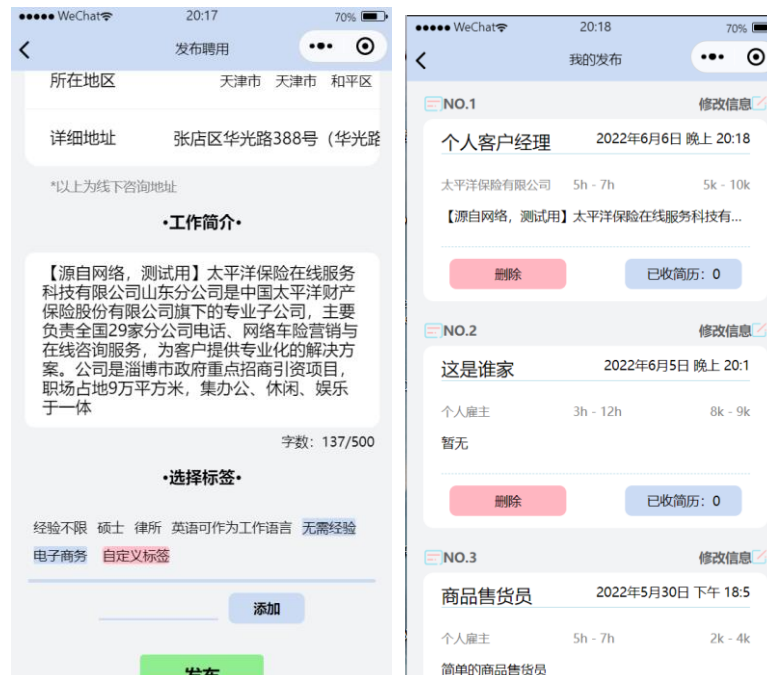 WeChat
20:17
70%
发布聘用
所在地区
天津市 天津市 和平区
详细地址
张店区华光路388号（华光路
*以上为线下咨询地址
•工作简介•
【源自网络，测试用】太平洋保险在线服务
科技有限公司山东分公司是中国太平洋财产
保险股份有限公司旗下的专业子公司，主要
负责全国29家分公司电话、网络车险营销与
在线咨询服务，为客户提供专业化的解决方
案。公司是淄博市政府重点招商引资项目，
职场占地9万平方米，集办公、休闲、娱乐
于一体
字数：137/500
•选择标签•
经验不限 硕士 律所 英语可作为工作语言 无需经验
电子商务 自定义标签
添加
发布
WeChat
20:18
70%
我的发布
NO.1
修改信息
个人客户经理
2022年6月6日 晚上 20:18
太平洋保险有限公司
5h - 7h
5k - 10k
【源自网络，测试用】太平洋保险在线服务科技有...
删除
已收简历：0
NO.2
修改信息
这是谁家
2022年6月5日 晚上 20:1
个人雇主
3h - 12h
8k - 9k
暂无
删除
已收简历：0
NO.3
修改信息
商品售货员
2022年5月30日 下午 18:5
个人雇主
5h - 7h
2k - 4k
简单的商品售货员